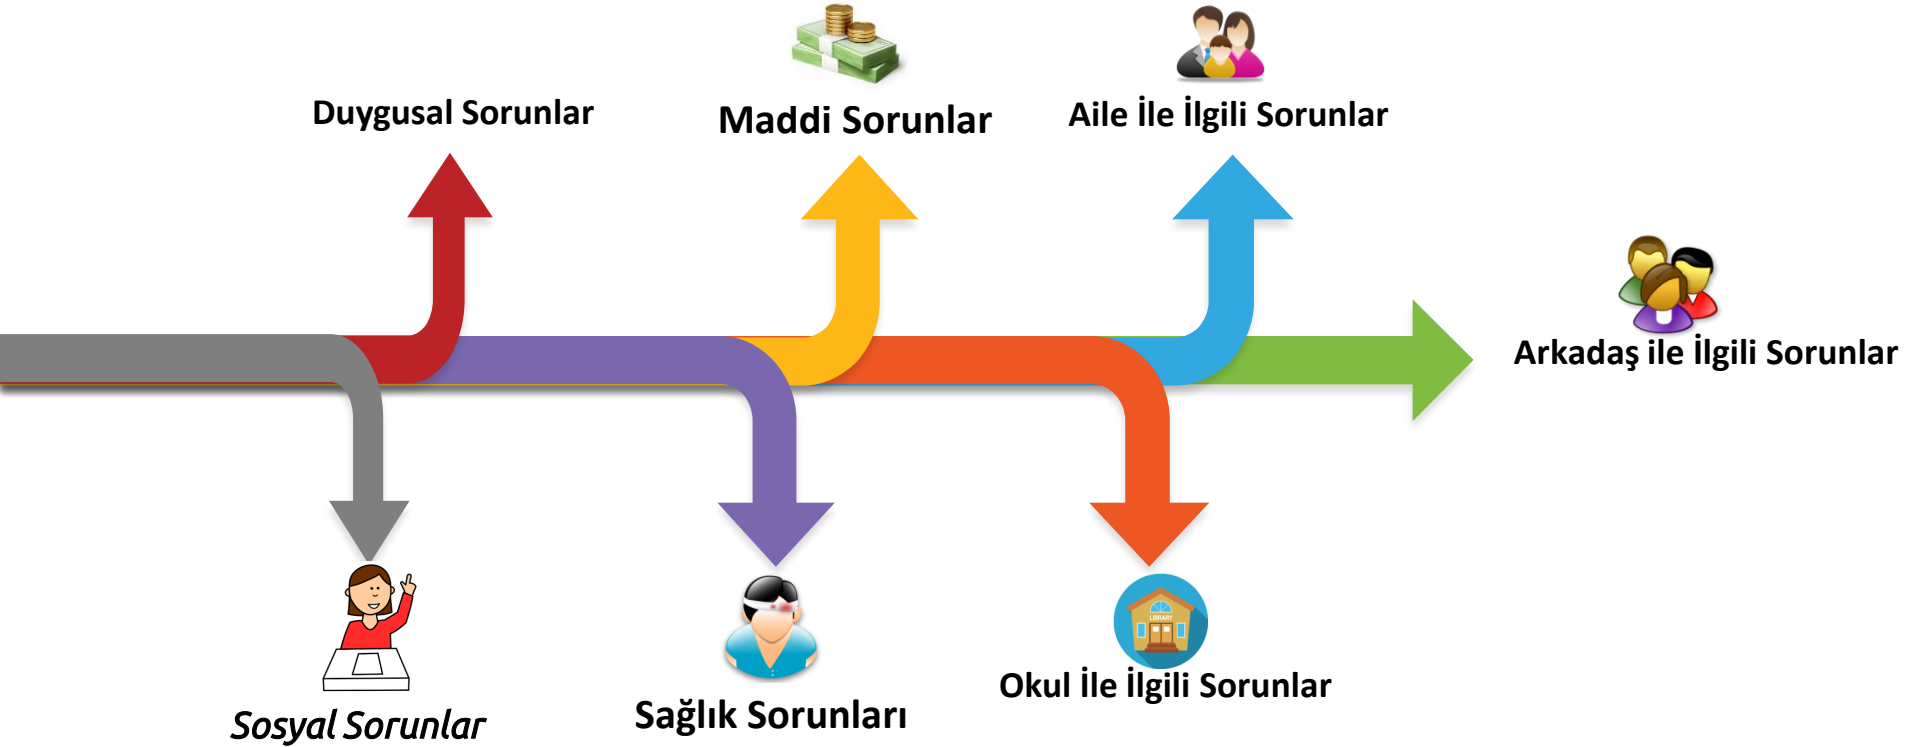 Duygusal Sorunlar
Maddi Sorunlar
Aile İle İlgili Sorunlar
Arkadaş ile İlgili Sorunlar
LIBRARY
Sosyal Sorunlar
Sağlık Sorunları
Okul İle İlgili Sorunlar